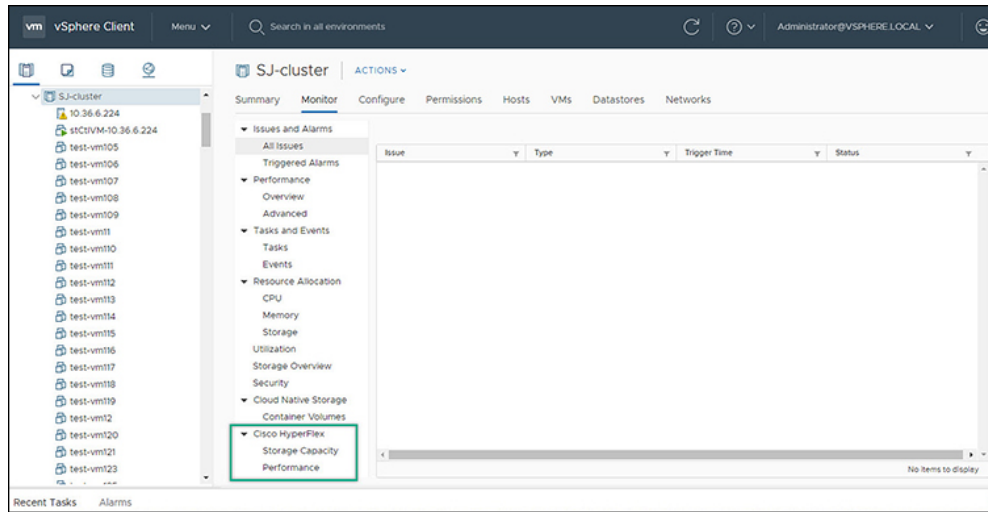 vm vSphere Client Menu Search in all environments Administrator@VSPHERE.LOCAL
SJ-cluster ACTIONS
Summary Monitor Configure Permissions Hosts VMs Datastores Networks
SJ-cluster
10.36.6.224
stCtlVM-10.36.6.224
test-vm105
test-vm106
test-vm107
test-vm108
test-vm109
test-vm11
test-vm110
test-vm111
test-vm112
test-vm113
test-vm114
test-vm115
test-vm116
test-vm117
test-vm118
test-vm119
test-vm12
test-vm120
test-vm121
test-vm123
Issues and Alarms
All Issues
Triggered Alarms
Performance
Overview
Advanced
Tasks and Events
Tasks
Events
Resource Allocation
CPU
Memory
Storage
Utilization
Storage Overview
Security
Cloud Native Storage
Container Volumes
Cisco HyperFlex
Storage Capacity
Performance
Issue Type Trigger Time Status
No items to display
Recent Tasks Alarms